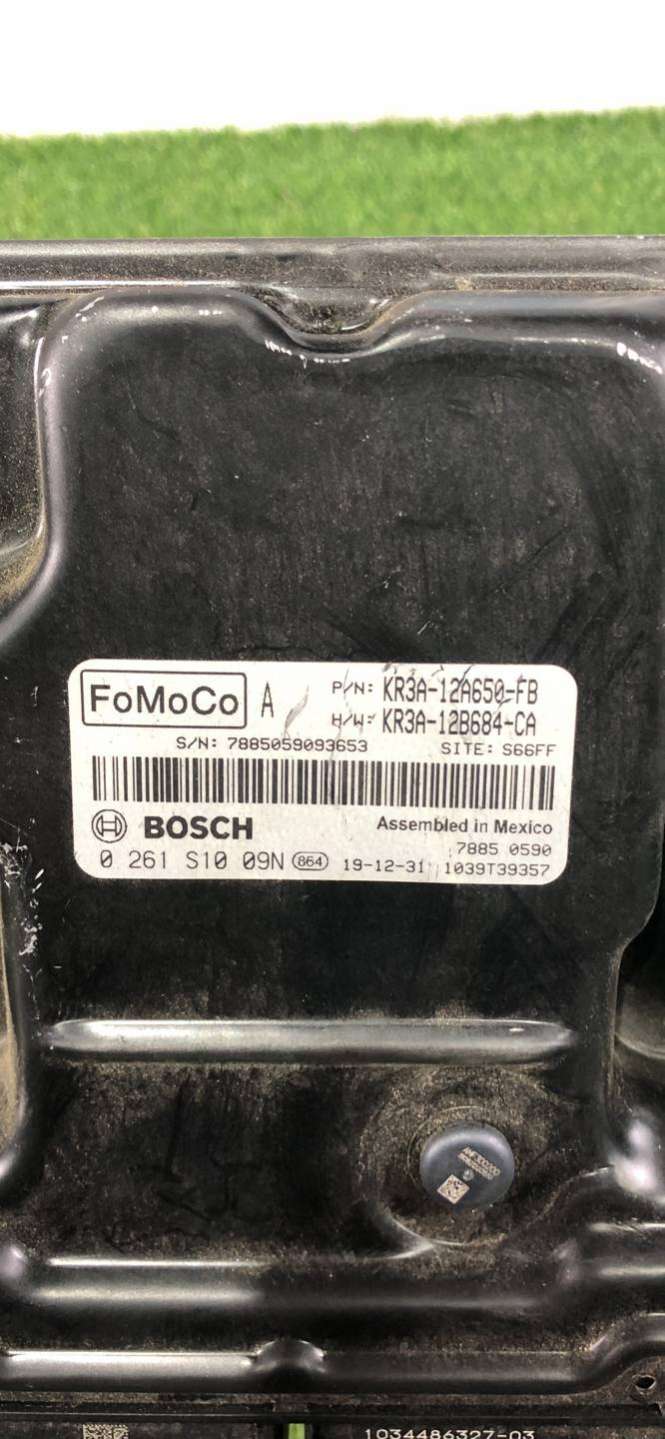 FoMoCo A P/N: KR3A-12A650-FB
H/W: KR3A-12B684-CA
S/N: 7885059093653 SITE: S66FF
BOSCH Assembled in Mexico
7885 0590
0 261 S10 09N 864 19-12-31 1039T39357
1034486327-03